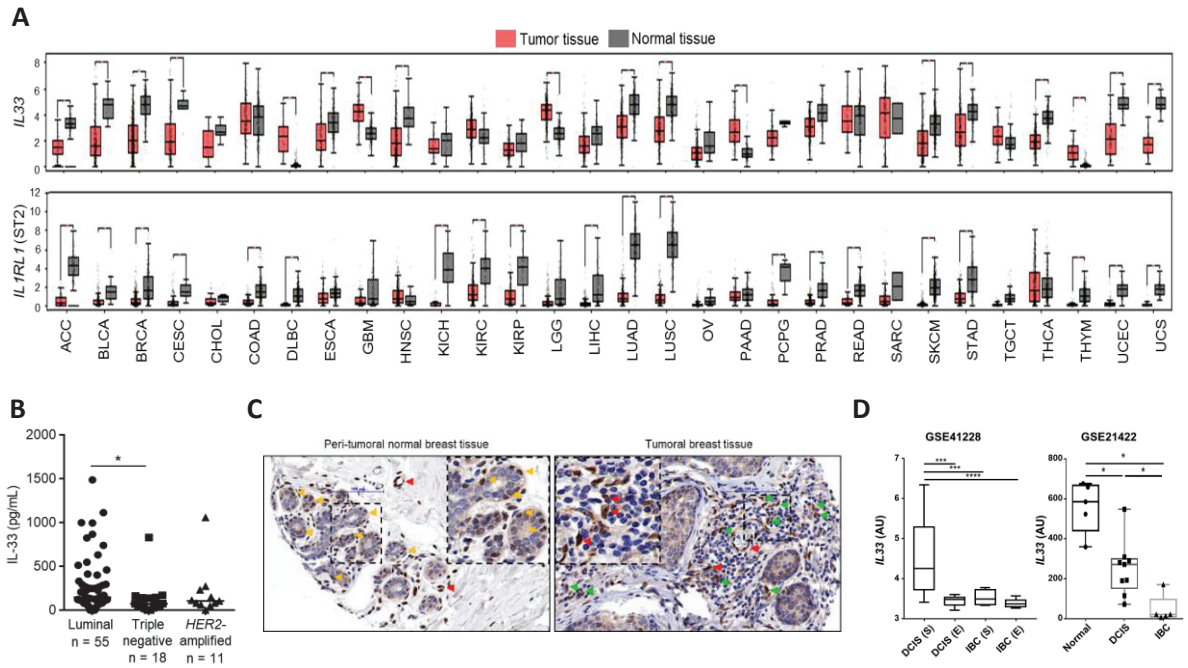 A
Tumor tissue Normal tissue
IL33
8
6
4
2
0
IL1RL1 (ST2)
12
10
8
6
4
2
0
ACC BLCA BRCA CESC CHOL COAD DLBC ESCA GBM HNSC KICH KIRC KIRP LGG LIHC LUAD LUSC OV PAAD PCPG PRAD READ SARC SKCM STAD TGCT THCA THYM UCEC UCS
B
IL-33 (pg/mL)
2000
1500
1000
500
0
*
Luminal
n = 55
Triple
negative
n = 18
HER2-
amplified
n = 11
C
Peri-tumoral normal breast tissue
Tumoral breast tissue
D
GSE41228
IL33 (AU)
6
5
4
3
***
***
****
DCIS (S) DCIS (E) IBC (S) IBC (E)
GSE21422
IL33 (AU)
800
600
400
200
0
*
* *
Normal DCIS IBC